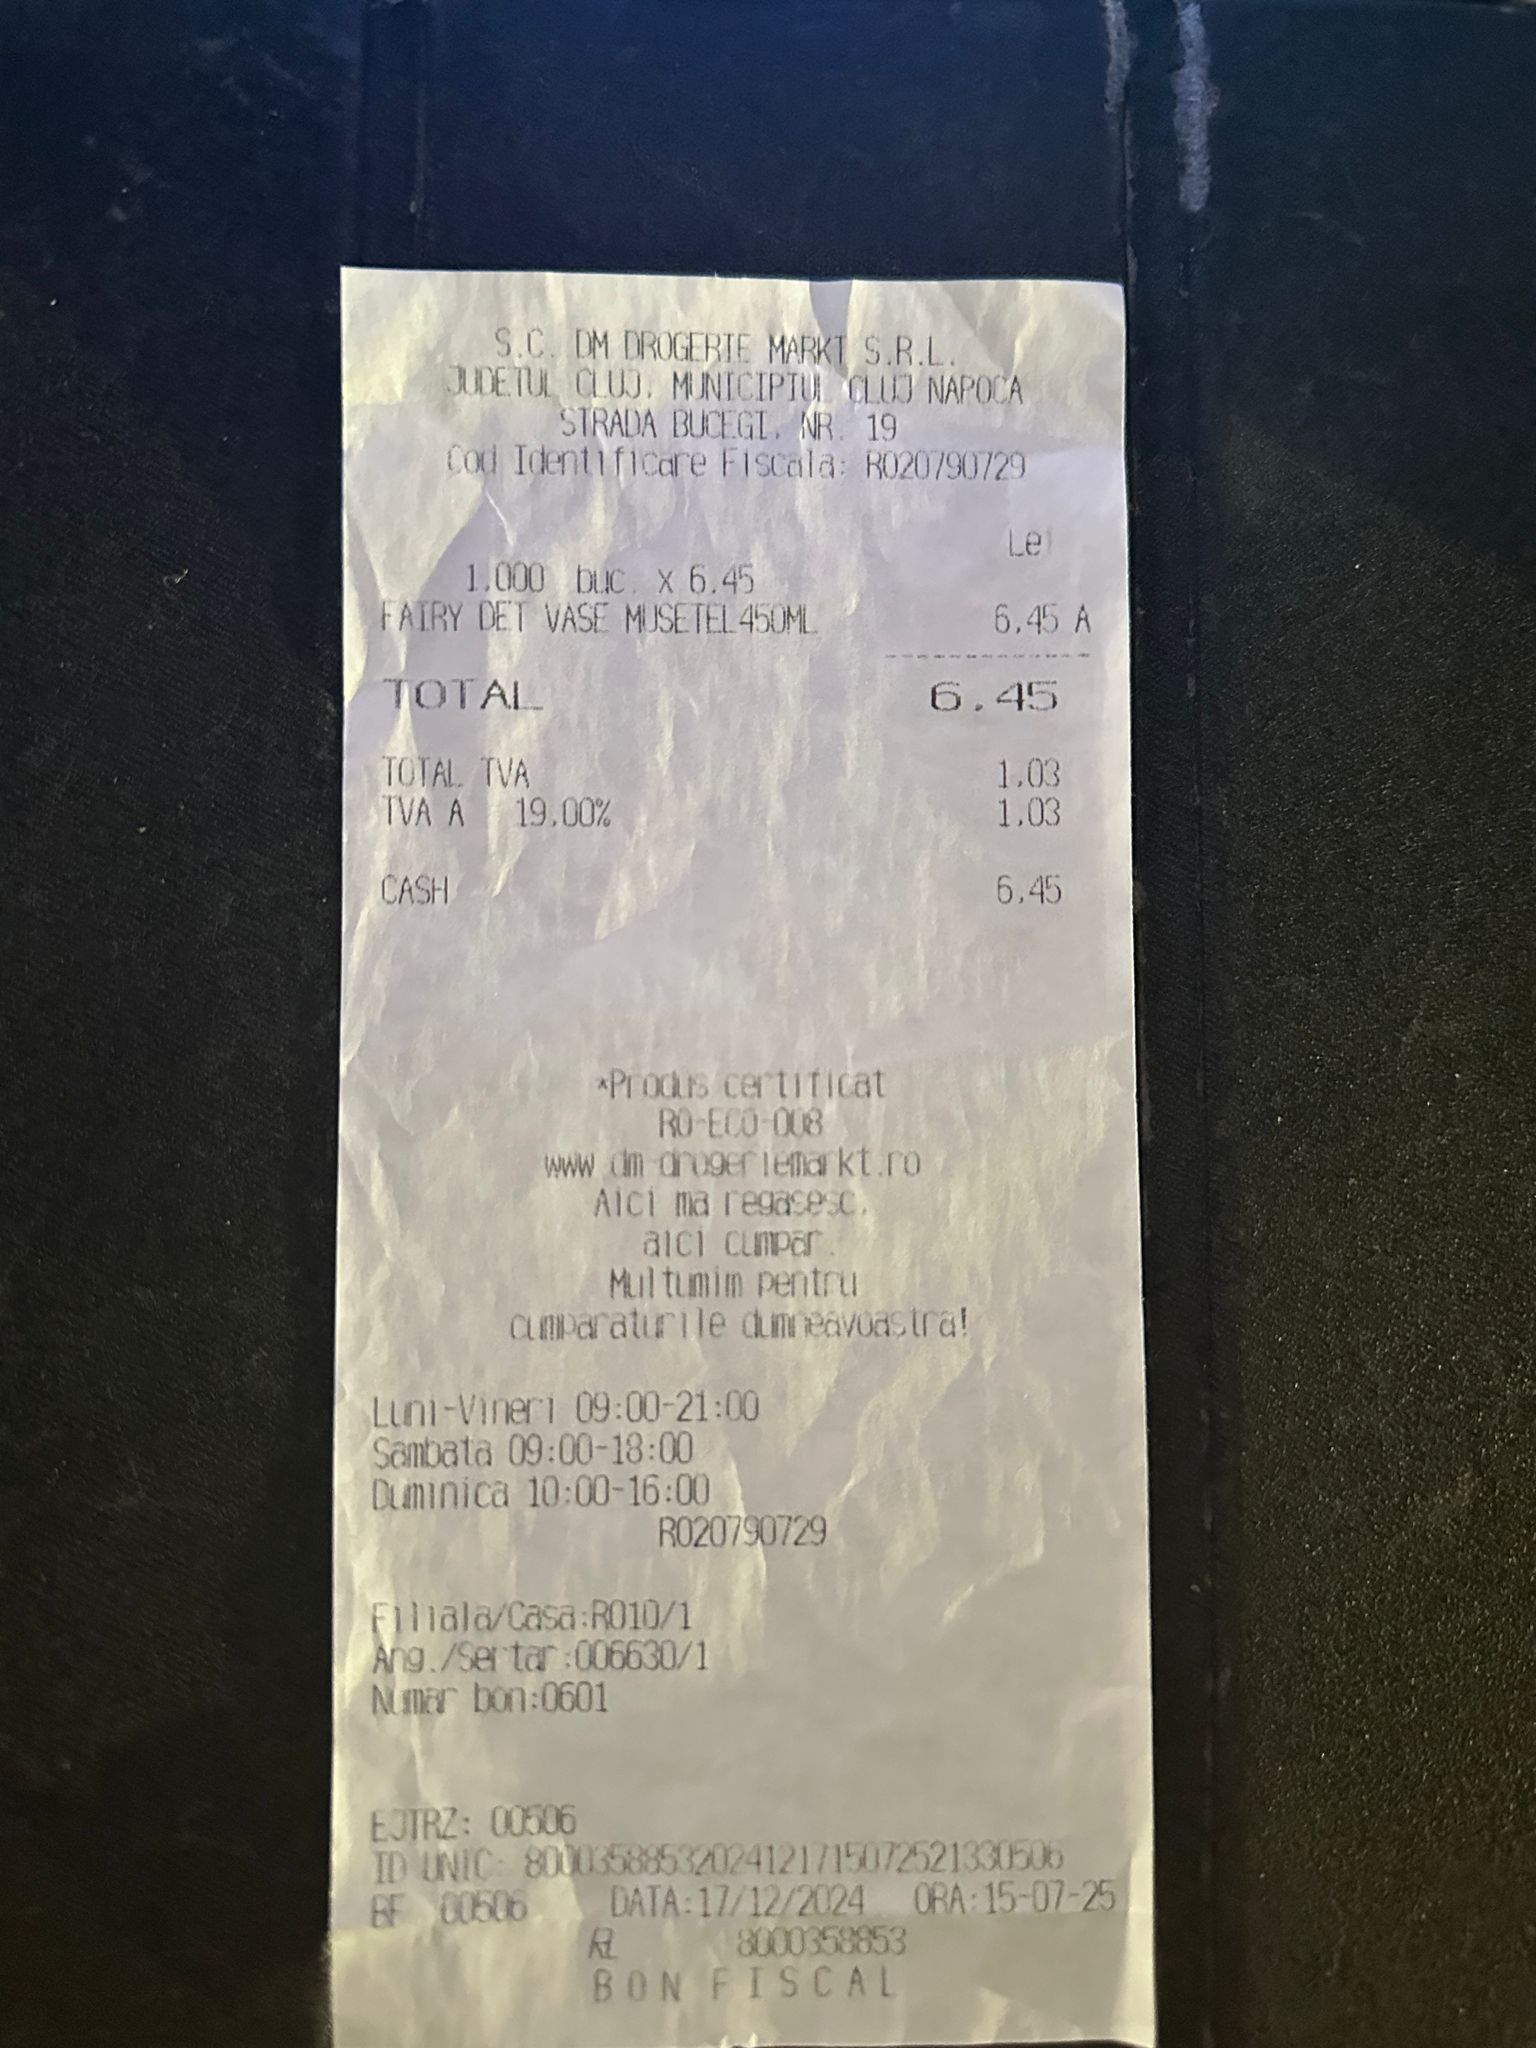 S.C. DM DROGERIE MARKT S.R.L.
JUDETUL CLUJ, MUNICIPIUL CLUJ NAPOCA
STRADA BUCEGI, NR. 19
Cod Identificare Fiscala: RO20790729
Lei
1.000 buc. x 6.45
FAIRY DET VASE MUSETEL450ML 6.45 A
TOTAL 6.45
TOTAL TVA 1.03
TVA A 19.00% 1.03
CASH 6.45
*Produs certificat
RO-ECO-008
www.dm-drogeriemarkt.ro
Aici ma regasesc,
aici cumpar.
Multumim pentru
cumparaturile dumneavoastra!
Luni-Vineri 09:00-21:00
Sambata 09:00-18:00
Duminica 10:00-16:00
RO20790729
Filiala/Casa:RO10/1
Ang./Sertar:006630/1
Numar bon:0601
EJTRZ: 00506
ID UNIC: 8000358853202412171507252133​0506
BF 00506 DATA:17/12/2024 ORA:15-07-25
8000358853
BON FISCAL